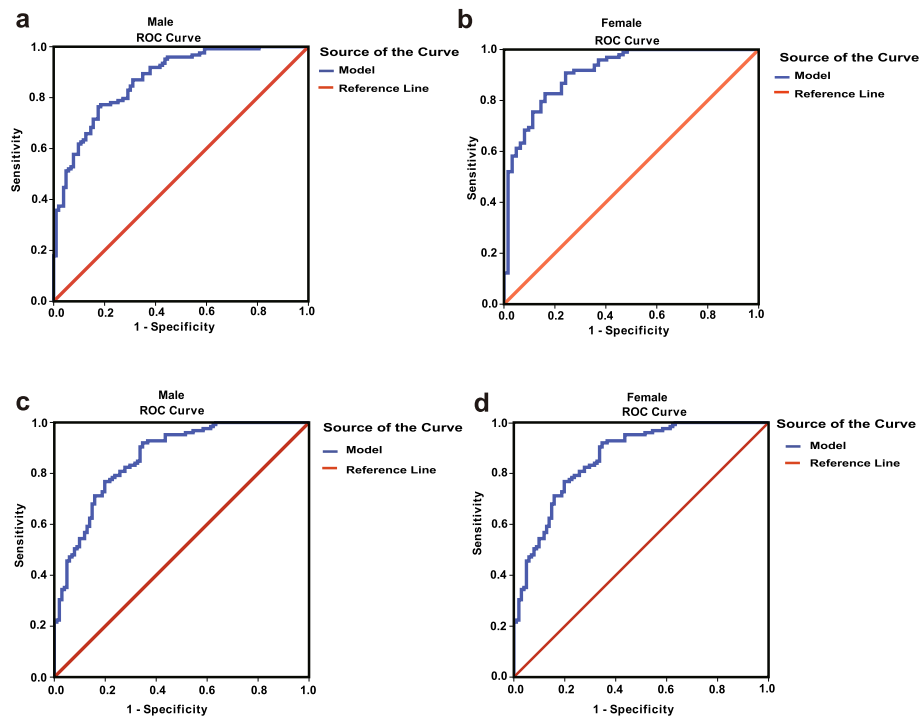 a
Male
ROC Curve
Source of the Curve
Model
Reference Line
1.0
0.8
0.6
0.4
0.2
0.0
Sensitivity
0.0 0.2 0.4 0.6 0.8 1.0
1 - Specificity
b
Female
ROC Curve
Source of the Curve
Model
Reference Line
1.0
0.8
0.6
0.4
0.2
0.0
Sensitivity
0.0 0.2 0.4 0.6 0.8 1.0
1 - Specificity
c
Male
ROC Curve
Source of the Curve
Model
Reference Line
1.0
0.8
0.6
0.4
0.2
0.0
Sensitivity
0.0 0.2 0.4 0.6 0.8 1.0
1 - Specificity
d
Female
ROC Curve
Source of the Curve
Model
Reference Line
1.0
0.8
0.6
0.4
0.2
0.0
Sensitivity
0.0 0.2 0.4 0.6 0.8 1.0
1 - Specificity